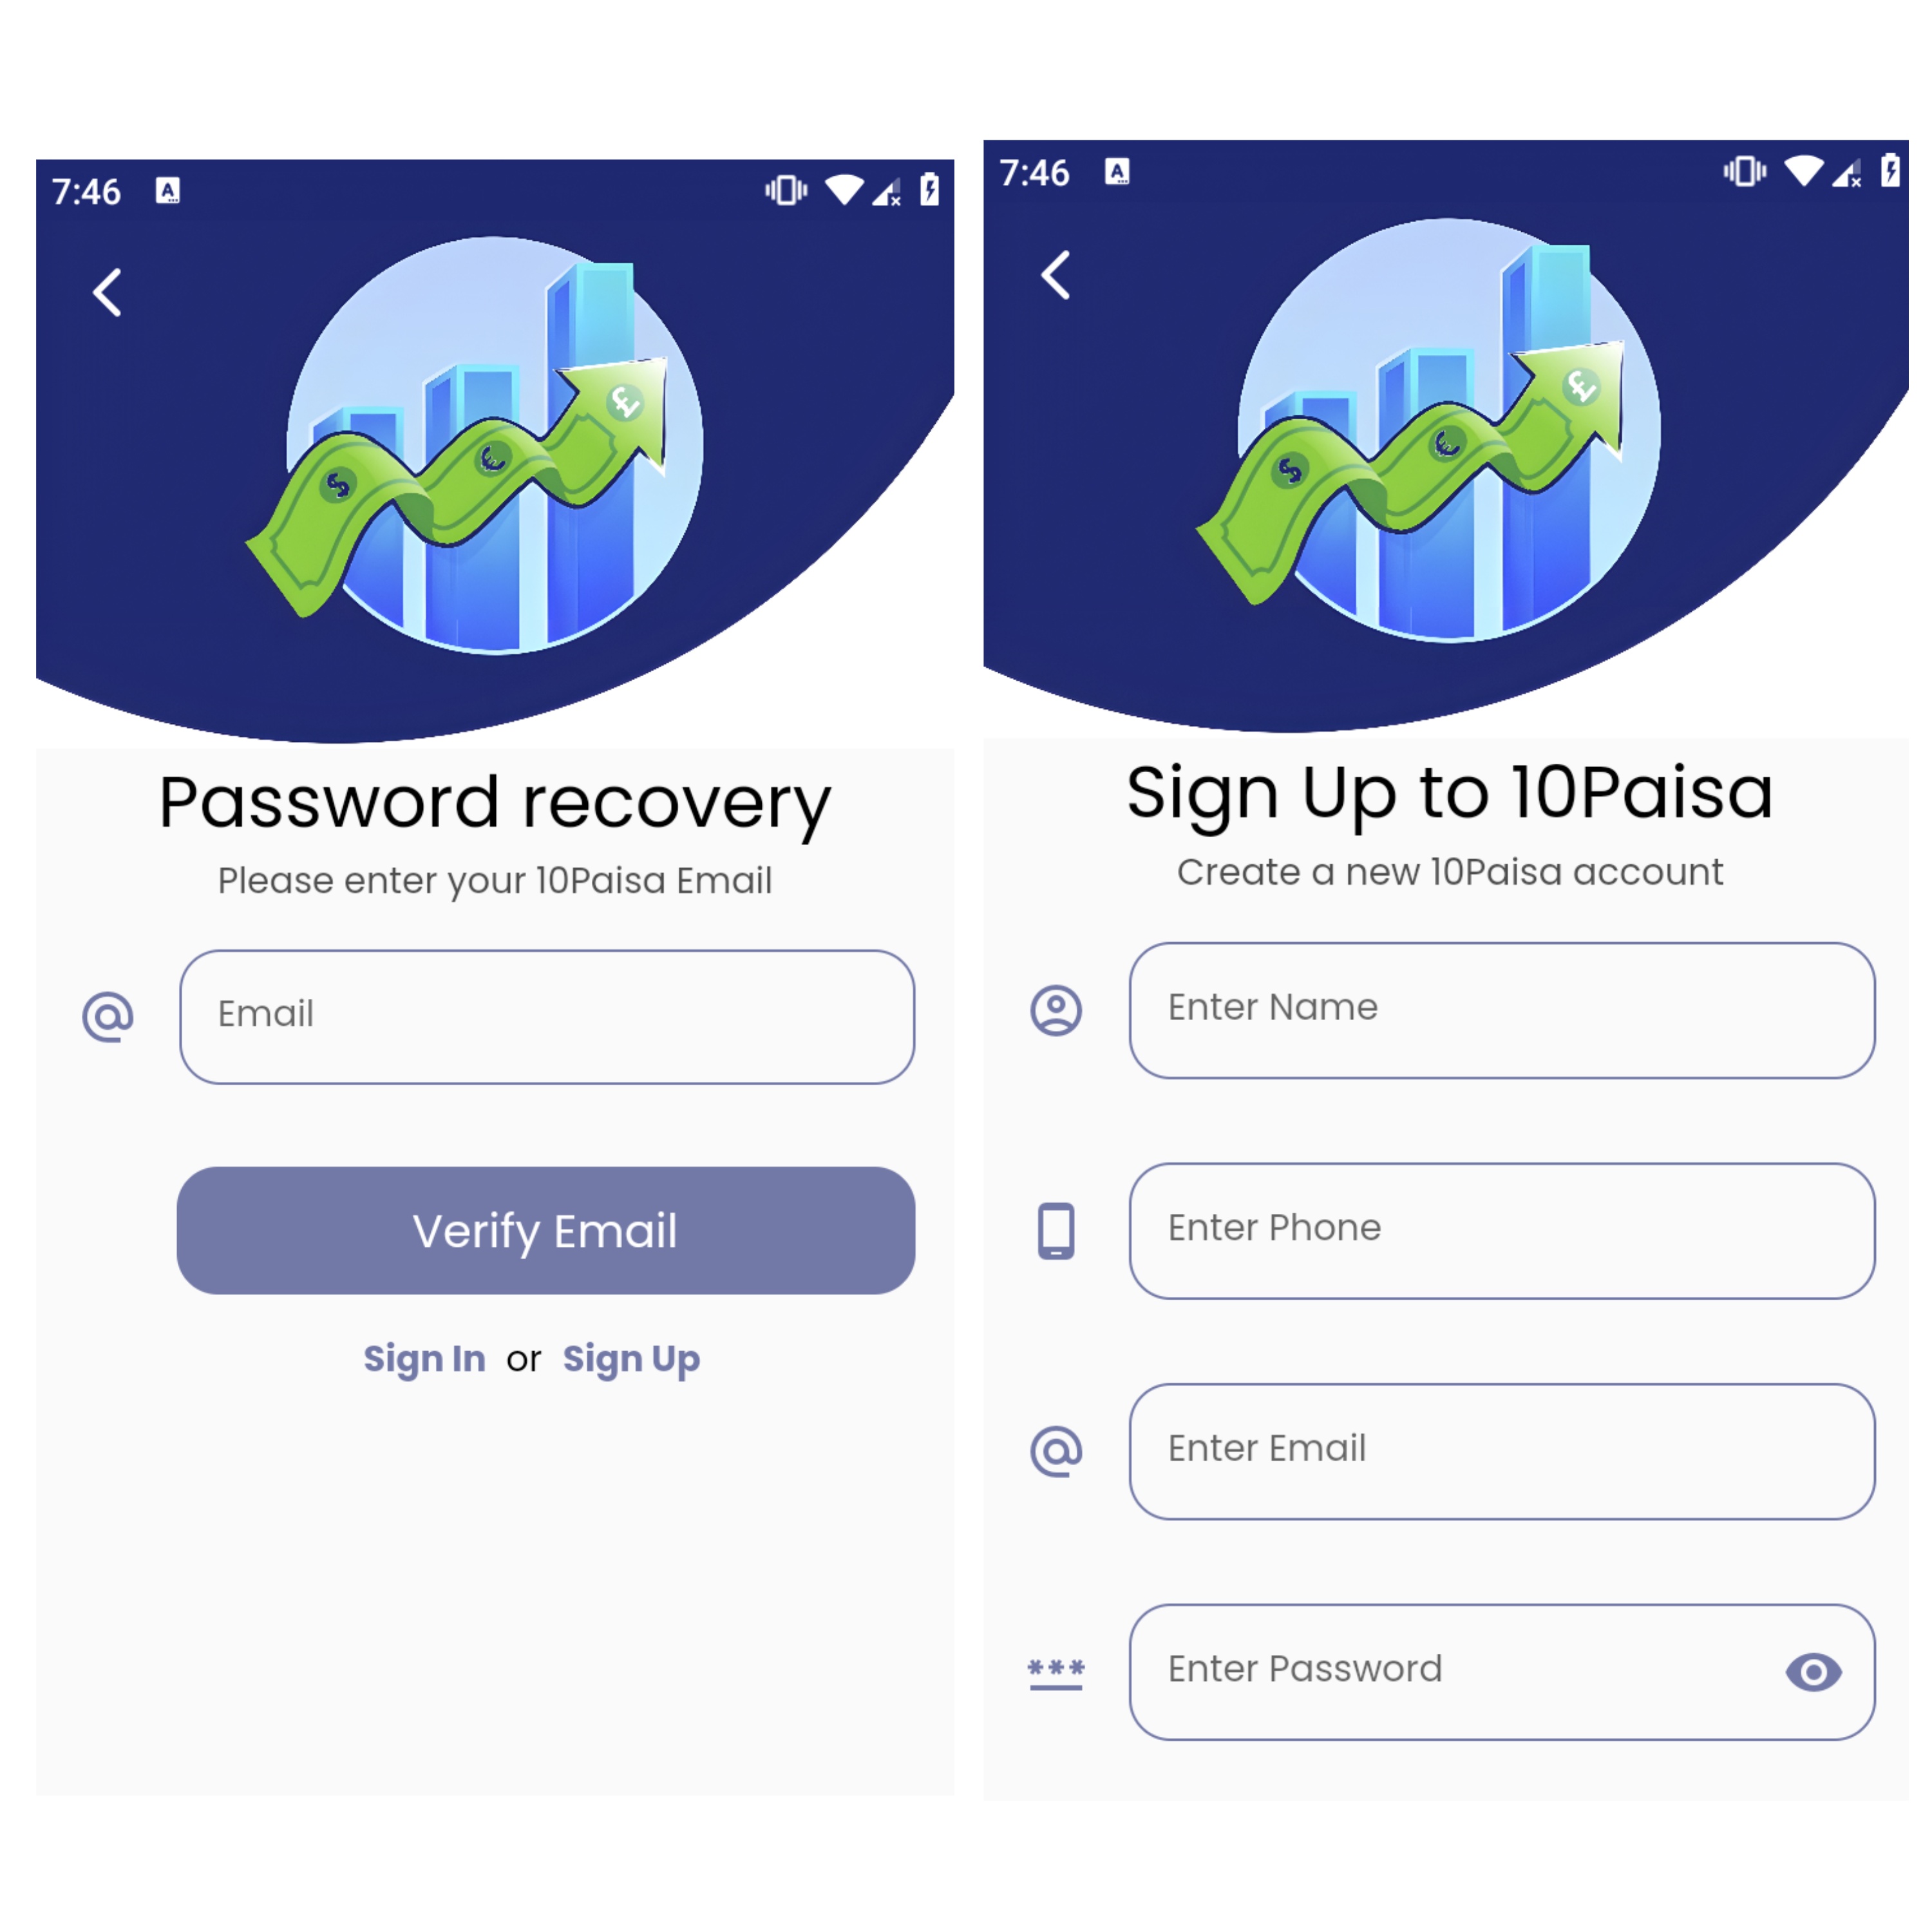 7:46
Password recovery
Please enter your 10Paisa Email
Email
Verify Email
Sign In or Sign Up
7:46
Sign Up to 10Paisa
Create a new 10Paisa account
Enter Name
Enter Phone
Enter Email
Enter Password